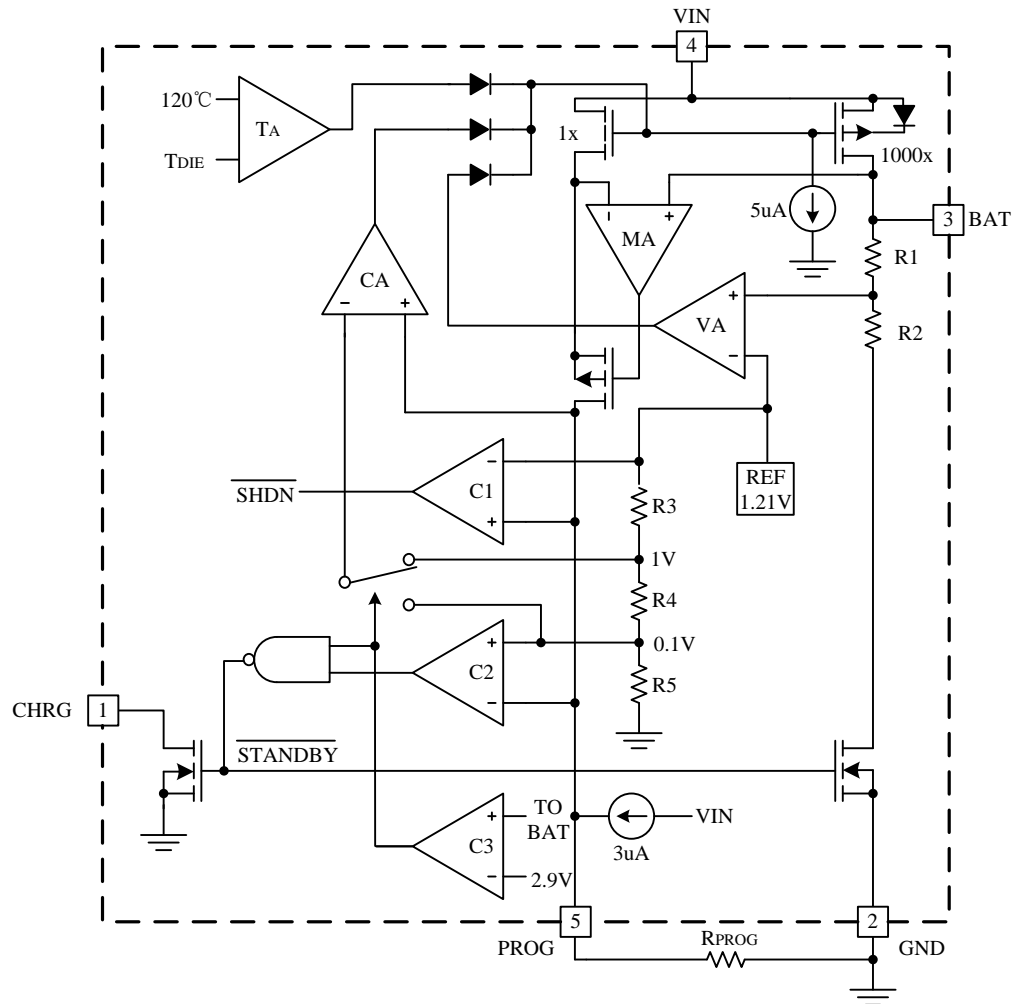 VIN
4
120℃
TA
TDIE
1x
1000x
5uA
MA
3 BAT
R1
CA
− +
VA
+
−
R2
SHDN
C1
−
+
REF
1.21V
R3
1V
R4
0.1V
C2
+
−
R5
CHRG 1
STANDBY
C3
+
−
TO
BAT
2.9V
3uA
VIN
5
PROG
RPROG
2
GND
− +